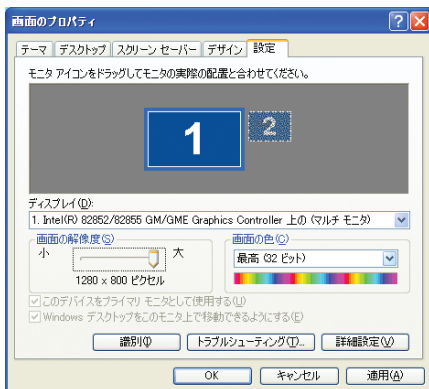 画面のプロパティ
テーマ デスクトップ スクリーン セーバー デザイン 設定
モニタ アイコンをドラッグしてモニタの実際の配置と合わせてください。
1 2
ディスプレイ(D):
1. Intel(R) 82852/82855 GM/GME Graphics Controller 上の (マルチ モニタ)
画面の解像度(S) 画面の色(C)
小 大 最高 (32 ビット)
1280 x 800 ピクセル
このデバイスをプライマリ モニタとして使用する(U)
Windows デスクトップをこのモニタ上で移動できるようにする(E)
識別(I) トラブルシューティング(T)... 詳細設定(V)
OK キャンセル 適用(A)